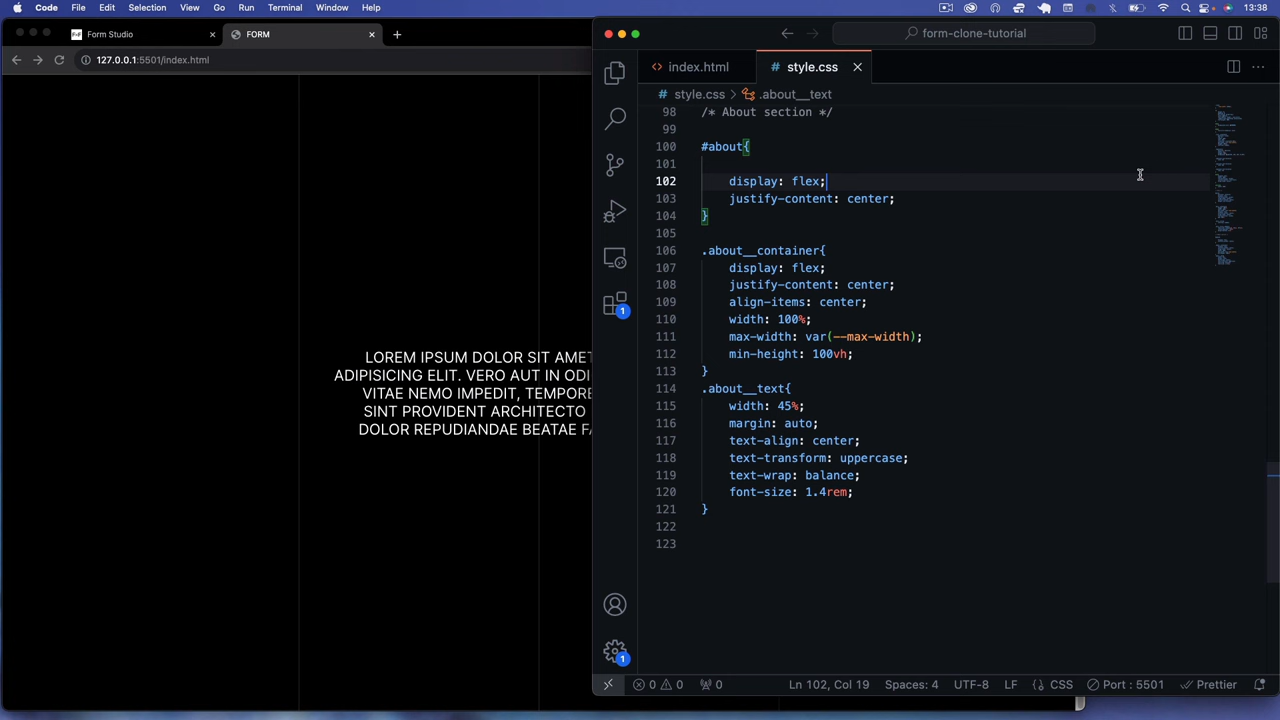 Code File Edit Selection View Go Run Terminal Window Help 13:38
Form Studio
FORM
127.0.0.1:5501/index.html
LOREM IPSUM DOLOR SIT AMET
ADIPISICING ELIT. VERO AUT IN ODI
VITAE NEMO IMPEDIT, TEMPORE
SINT PROVIDENT ARCHITECTO
DOLOR REPUDIANDAE BEATAE FA
form-clone-tutorial
<> index.html
# style.css
# style.css > .about__text
98 /* About section */
99
100 #about{
101
102 display: flex;
103 justify-content: center;
104 }
105
106 .about__container{
107 display: flex;
108 justify-content: center;
109 align-items: center;
110 width: 100%;
111 max-width: var(--max-width);
112 min-height: 100vh;
113 }
114 .about__text{
115 width: 45%;
116 margin: auto;
117 text-align: center;
118 text-transform: uppercase;
119 text-wrap: balance;
120 font-size: 1.4rem;
121 }
122
123
1
1
0 0 0 Ln 102, Col 19 Spaces: 4 UTF-8 LF {} CSS Port : 5501 Prettier